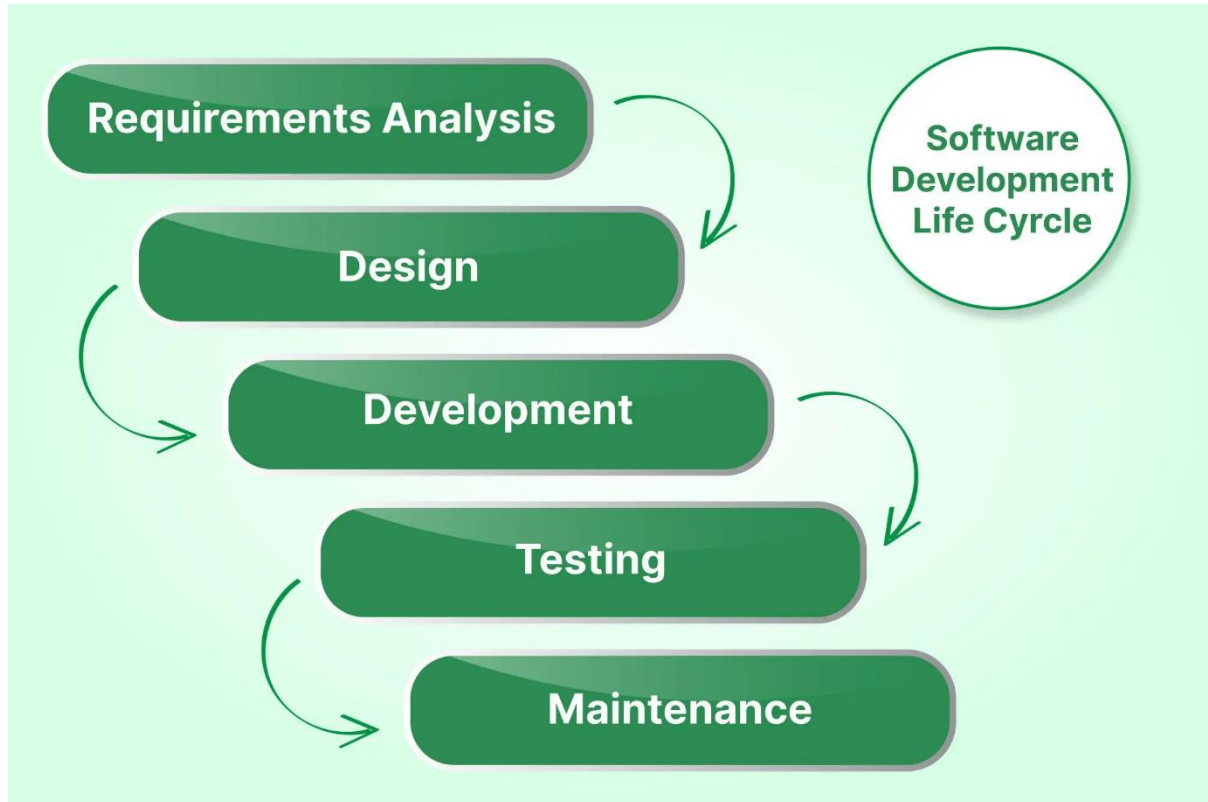 Requirements Analysis
Software
Development
Life Cyrcle
Design
Development
Testing
Maintenance